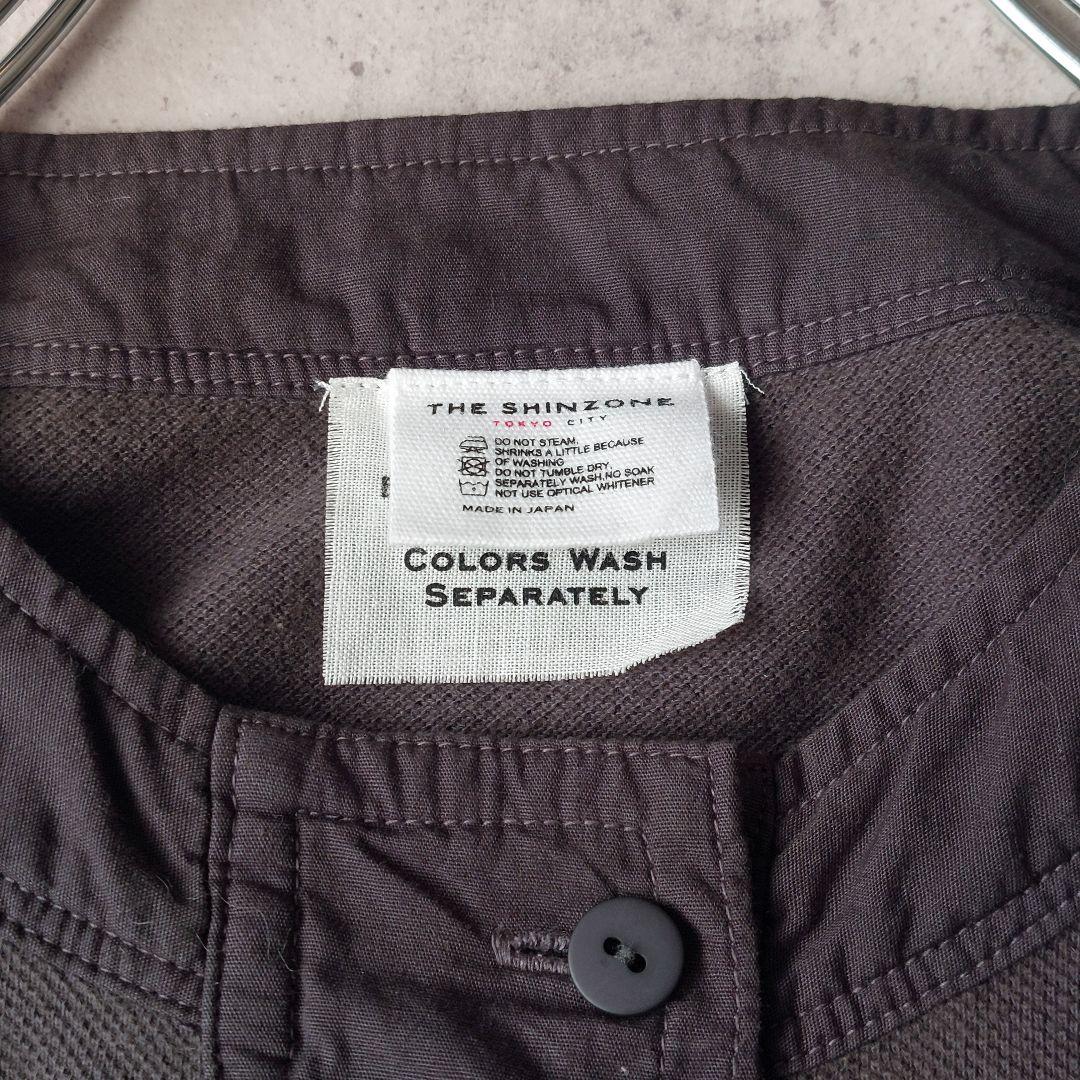 THE SHINZONE
TOKYO CITY
DO NOT STEAM.
SHRINKS A LITTLE BECAUSE
OF WASHING
DO NOT TUMBLE DRY.
SEPARATELY WASH,NO SOAK
NOT USE OPTICAL WHITENER
MADE IN JAPAN
COLORS WASH
SEPARATELY